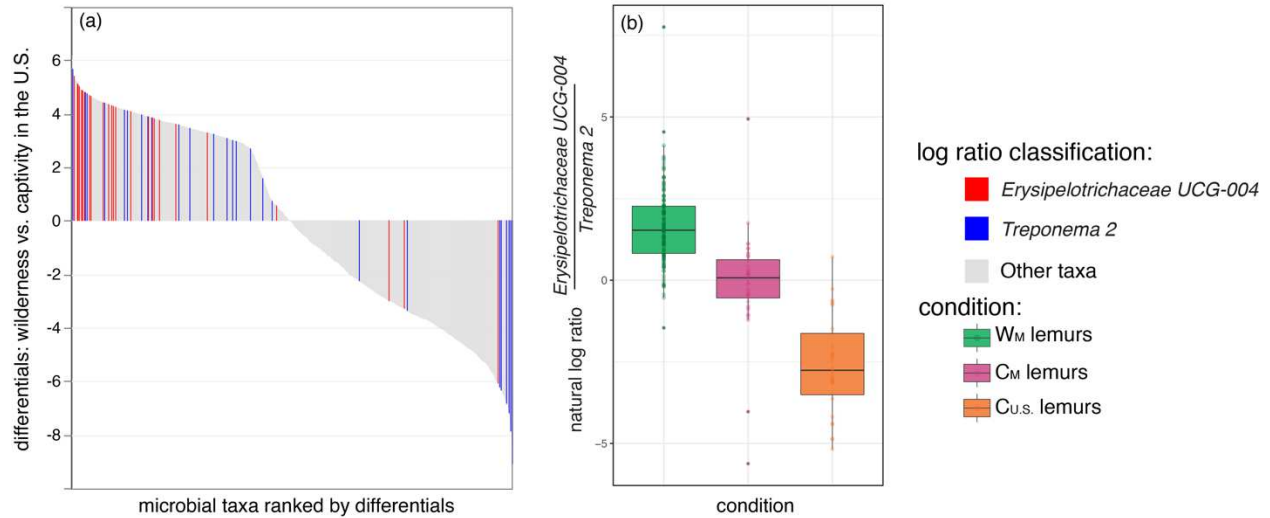 (a)
differentials: wilderness vs. captivity in the U.S.
6
4
2
0
-2
-4
-6
-8
microbial taxa ranked by differentials
(b)
natural log ratio
Erysipelotrichaceae UCG-004
Treponema 2
5
0
−5
condition
log ratio classification:
Erysipelotrichaceae UCG-004
Treponema 2
Other taxa
condition:
WM lemurs
CM lemurs
CU.S. lemurs